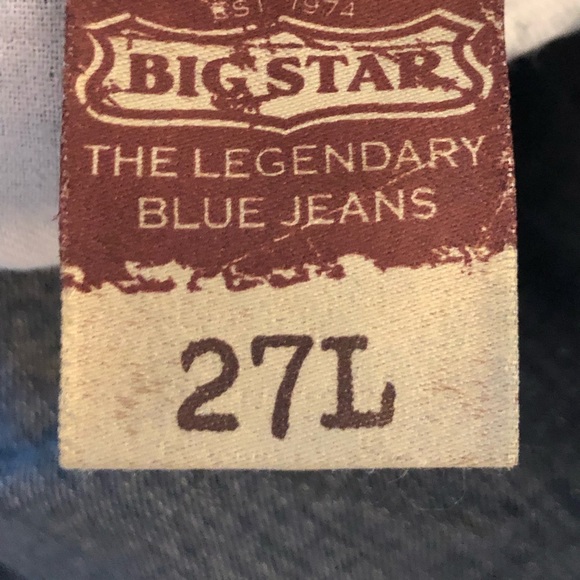 EST. 1974
BIG STAR
THE LEGENDARY
BLUE JEANS
27L